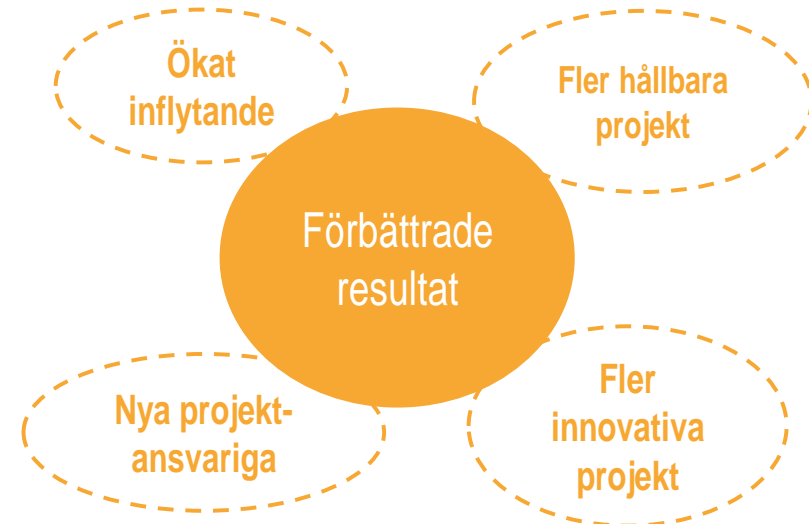 Ökat
inflytande
Fler hållbara
projekt
Förbättrade
resultat
Nya projekt-
ansvariga
Fler
innovativa
projekt